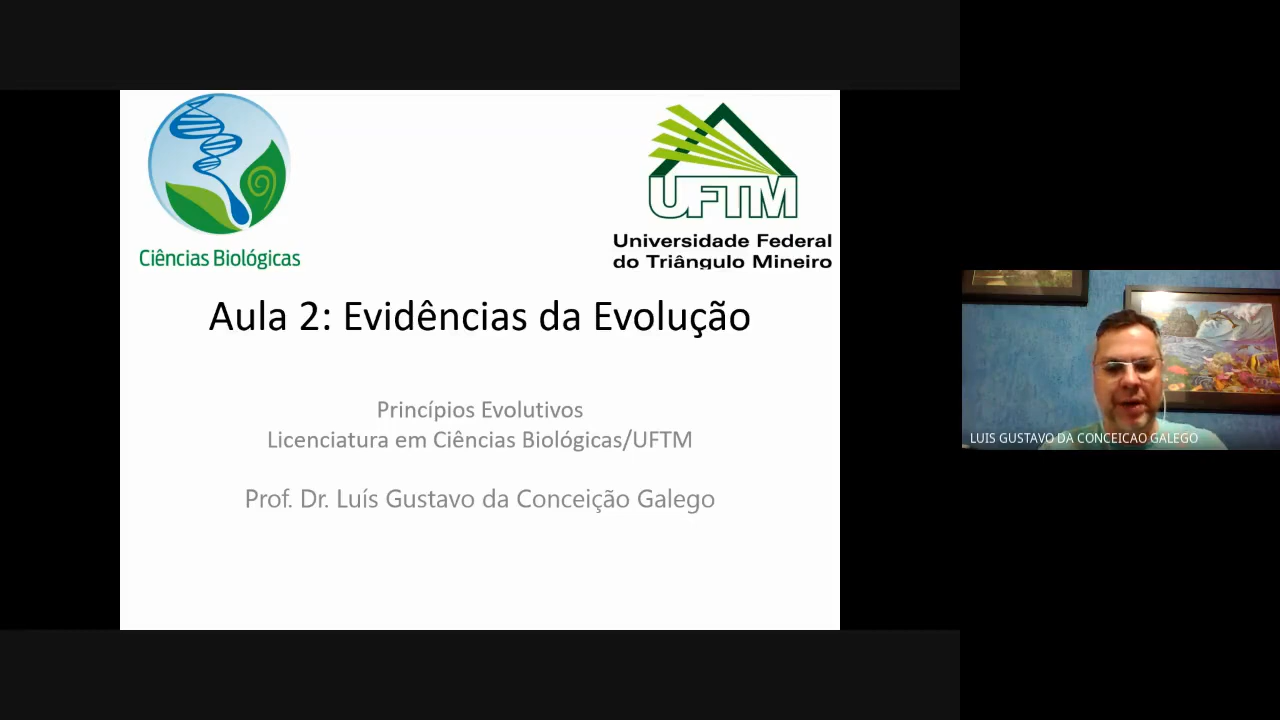 Ciências Biológicas
UFTM
Universidade Federal
do Triângulo Mineiro
Aula 2: Evidências da Evolução
Princípios Evolutivos
Licenciatura em Ciências Biológicas/UFTM
Prof. Dr. Luís Gustavo da Conceição Galego
LUIS GUSTAVO DA CONCEICAO GALEGO